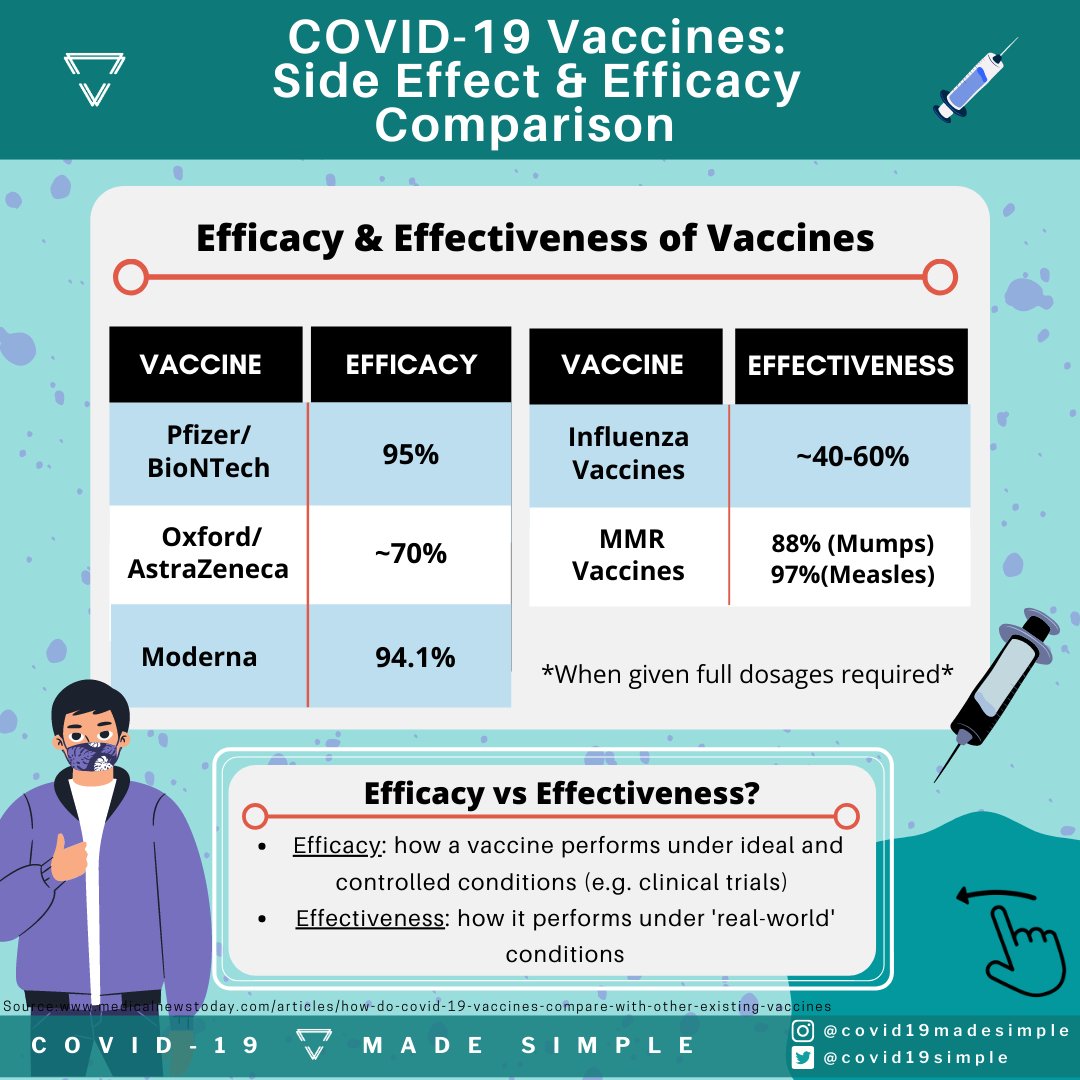 COVID-19 Vaccines:
Side Effect & Efficacy
Comparison
Efficacy & Effectiveness of Vaccines
VACCINE
EFFICACY
Pfizer/
BioNTech
95%
Oxford/
AstraZeneca
~70%
Moderna
94.1%
VACCINE
EFFECTIVENESS
Influenza
Vaccines
~40-60%
MMR
Vaccines
88% (Mumps)
97%(Measles)
*When given full dosages required*
Efficacy vs Effectiveness?
• Efficacy: how a vaccine performs under ideal and
controlled conditions (e.g. clinical trials)
• Effectiveness: how it performs under 'real-world'
conditions
Source:www.medicalnewstoday.com/articles/how-do-covid-19-vaccines-compare-with-other-existing-vaccines
COVID-19 MADE SIMPLE
@covid19madesimple
@covid19simple